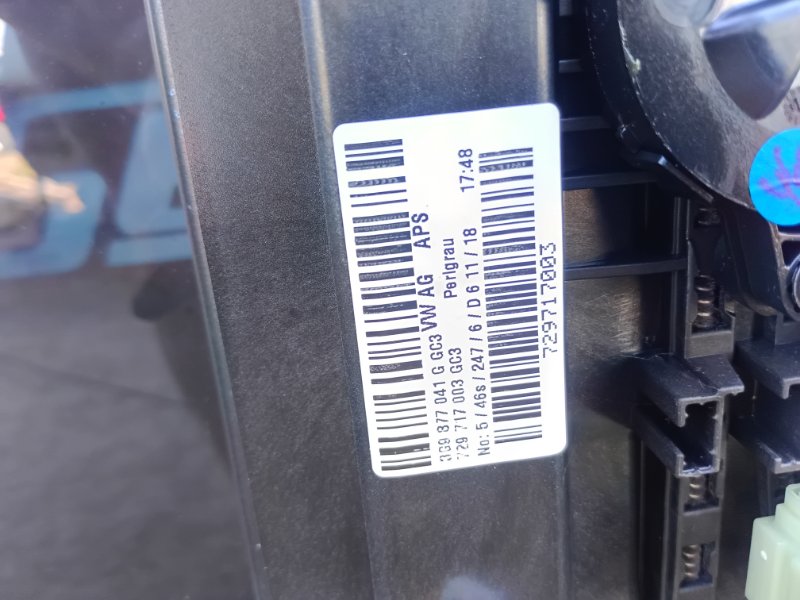 3G9 877 041 G GC3 VW AG APS
729 717 003 GC3 Perlgrau
No: 5 / 46s / 247 / 6 / D 6 11 / 18 17:48
729717003